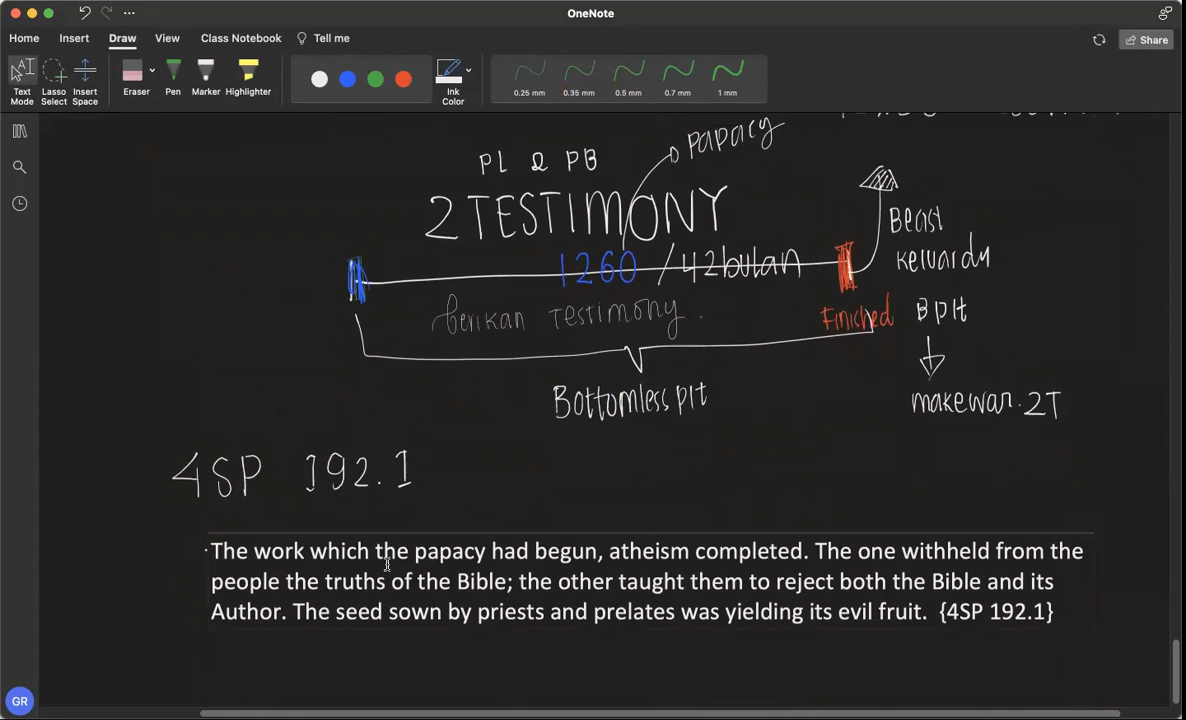 OneNote
Home Insert Draw View Class Notebook Tell me
Share
Text Mode
Lasso Select
Insert Space
Eraser
Pen
Marker
Highlighter
Ink Color
0.25 mm 0.35 mm 0.5 mm 0.7 mm 1 mm
papacy
PL & PB
2 TESTIMONY
Beast
1260 /42 bulan
keluar du
berikan testimony.
Finished
BPIt
Bottomless pit
make war. 2T
4SP 192.1
The work which the papacy had begun, atheism completed. The one withheld from the
people the truths of the Bible; the other taught them to reject both the Bible and its
Author. The seed sown by priests and prelates was yielding its evil fruit. {4SP 192.1}
GR